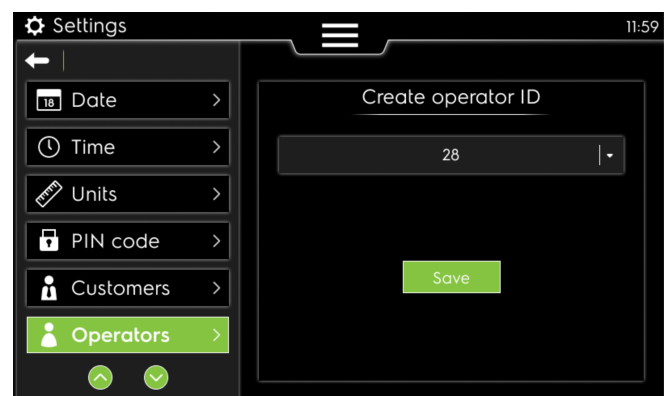 Settings
11:59
18 Date
Time
Units
PIN code
Customers
Operators
Create operator ID
28
Save